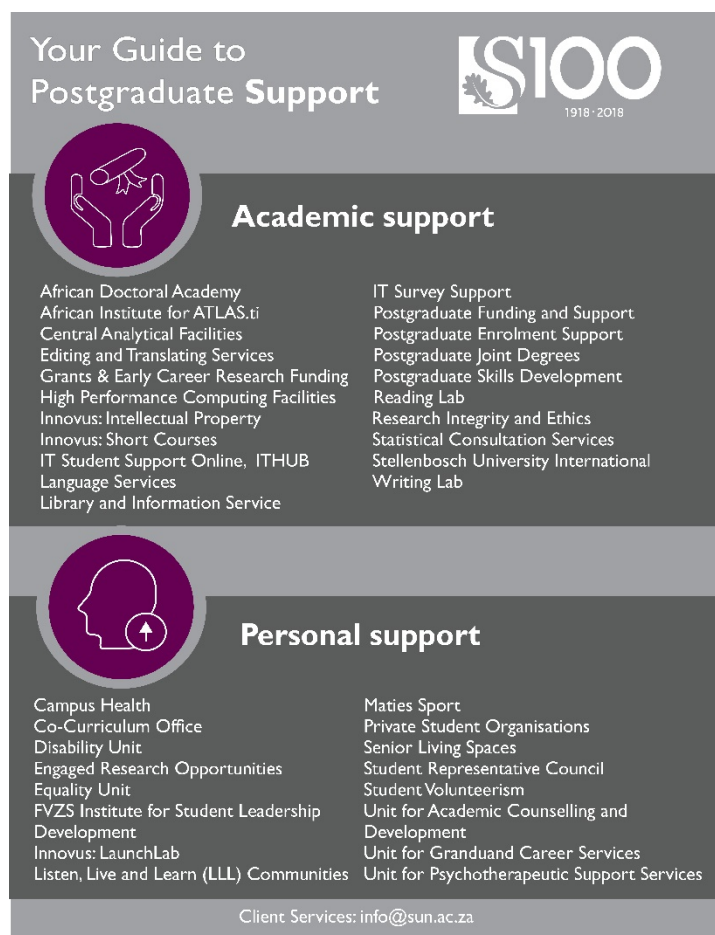 Your Guide to
Postgraduate Support
S100
1918·2018
Academic support
African Doctoral Academy
African Institute for ATLAS.ti
Central Analytical Facilities
Editing and Translating Services
Grants & Early Career Research Funding
High Performance Computing Facilities
Innovus: Intellectual Property
Innovus: Short Courses
IT Student Support Online, ITHUB
Language Services
Library and Information Service
IT Survey Support
Postgraduate Funding and Support
Postgraduate Enrolment Support
Postgraduate Joint Degrees
Postgraduate Skills Development
Reading Lab
Research Integrity and Ethics
Statistical Consultation Services
Stellenbosch University International
Writing Lab
Personal support
Campus Health
Co-Curriculum Office
Disability Unit
Engaged Research Opportunities
Equality Unit
FVZS Institute for Student Leadership
Development
Innovus: LaunchLab
Listen, Live and Learn (LLL) Communities
Maties Sport
Private Student Organisations
Senior Living Spaces
Student Representative Council
Student Volunteerism
Unit for Academic Counselling and
Development
Unit for Granduand Career Services
Unit for Psychotherapeutic Support Services
Client Services: info@sun.ac.za